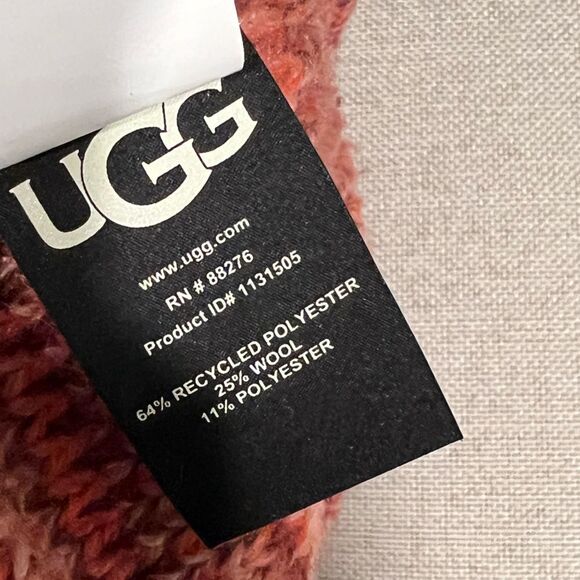 UGG
www.ugg.com
RN # 88276
Product ID# 1131505
64% RECYCLED POLYESTER
25% WOOL
11% POLYESTER